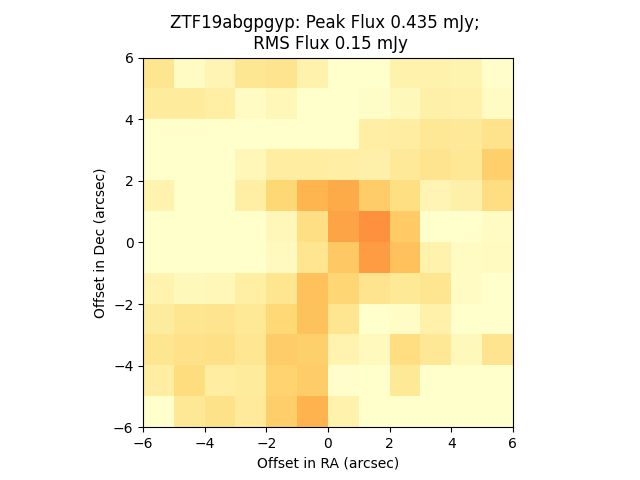 ZTF19abgpgyp: Peak Flux 0.435 mJy;
RMS Flux 0.15 mJy
6
4
2
0
−2
−4
−6
Offset in Dec (arcsec)
−6 −4 −2 0 2 4 6
Offset in RA (arcsec)